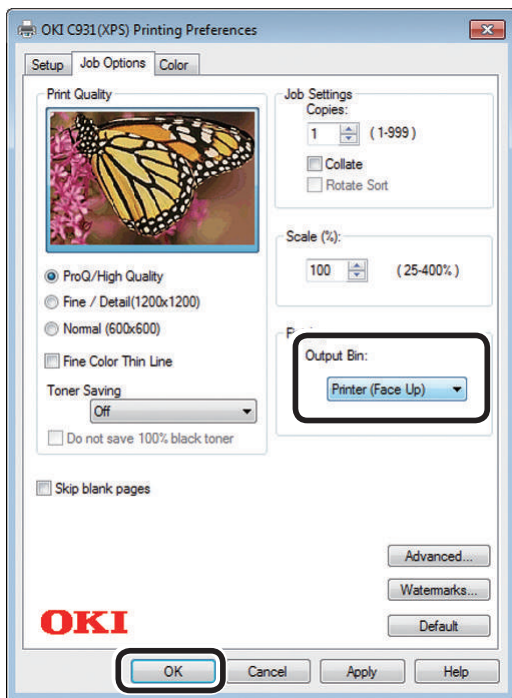 OKI C931(XPS) Printing Preferences
Setup
Job Options
Color
Print Quality
ProQ/High Quality
Fine / Detail(1200x1200)
Normal (600x600)
Fine Color Thin Line
Toner Saving
Off
Do not save 100% black toner
Skip blank pages
Job Settings
Copies:
1 (1-999)
Collate
Rotate Sort
Scale (%):
100 (25-400%)
Output Bin:
Printer (Face Up)
Advanced...
Watermarks...
Default
OKI
OK
Cancel
Apply
Help